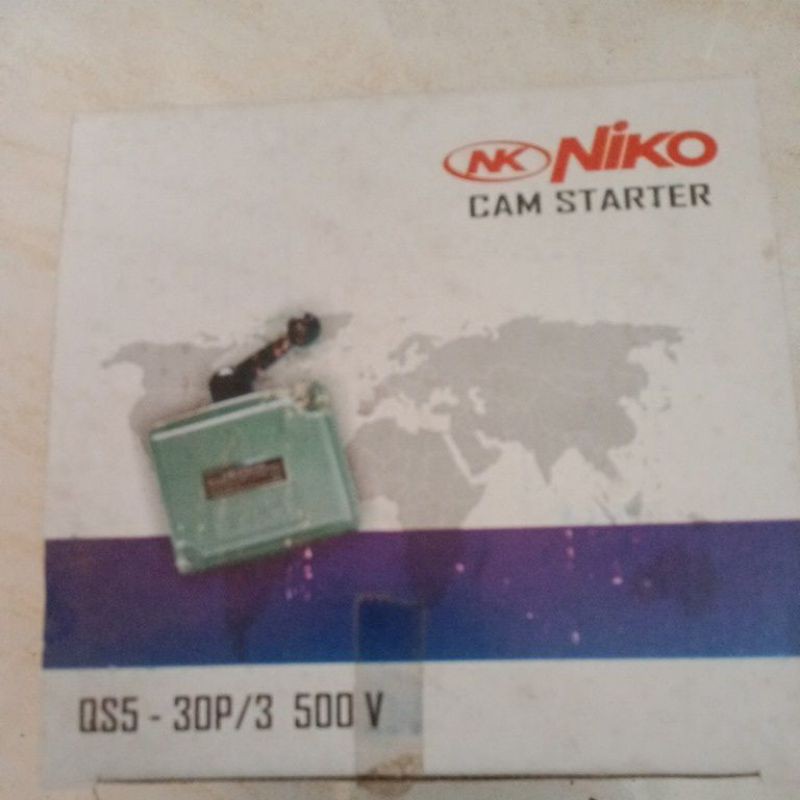 NK NiKO
CAM STARTER
QS5 - 30P/3 500 V